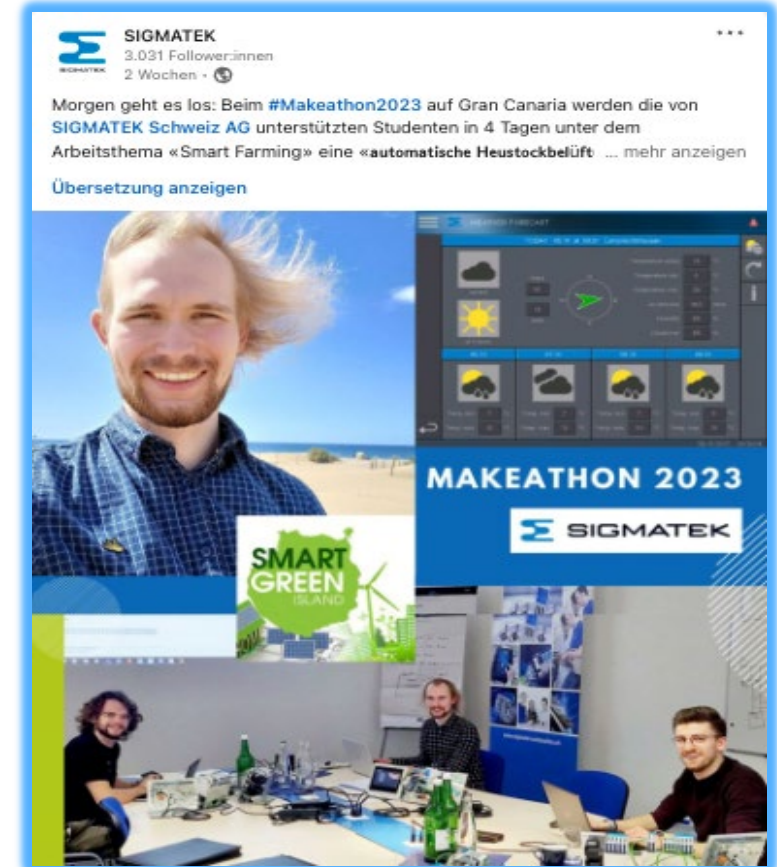 SIGMATEK
3.031 Follower:innen
2 Wochen •
Morgen geht es los: Beim #Makeathon2023 auf Gran Canaria werden die von
SIGMATEK Schweiz AG unterstützten Studenten in 4 Tagen unter dem
Arbeitsthema «Smart Farming» eine «automatische Heustockbelüft ... mehr anzeigen
Übersetzung anzeigen
WEATHER FORECAST
MAKEATHON 2023
SIGMATEK
SMART
GREEN
ISLAND